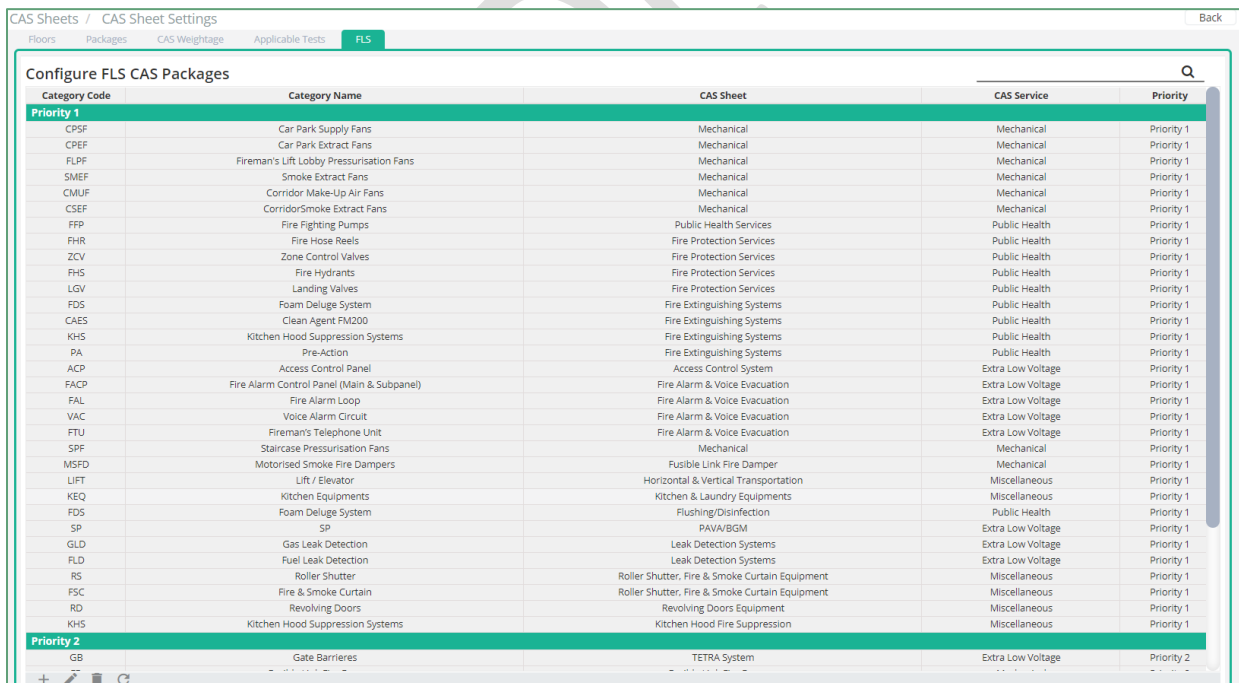 CAS Sheets / CAS Sheet Settings Back
Floors Packages CAS Weightage Applicable Tests FLS
Configure FLS CAS Packages
Category Code Category Name CAS Sheet CAS Service Priority
Priority 1
CPSF Car Park Supply Fans Mechanical Mechanical Priority 1
CPEF Car Park Extract Fans Mechanical Mechanical Priority 1
FLPF Fireman's Lift Lobby Pressurisation Fans Mechanical Mechanical Priority 1
SMEF Smoke Extract Fans Mechanical Mechanical Priority 1
CMUF Corridor Make-Up Air Fans Mechanical Mechanical Priority 1
CSEF CorridorSmoke Extract Fans Mechanical Mechanical Priority 1
FFP Fire Fighting Pumps Public Health Services Public Health Priority 1
FHR Fire Hose Reels Fire Protection Services Public Health Priority 1
ZCV Zone Control Valves Fire Protection Services Public Health Priority 1
FHS Fire Hydrants Fire Protection Services Public Health Priority 1
LGV Landing Valves Fire Protection Services Public Health Priority 1
FDS Foam Deluge System Fire Extinguishing Systems Public Health Priority 1
CAES Clean Agent FM200 Fire Extinguishing Systems Public Health Priority 1
KHS Kitchen Hood Suppression Systems Fire Extinguishing Systems Public Health Priority 1
PA Pre-Action Fire Extinguishing Systems Public Health Priority 1
ACP Access Control Panel Access Control System Extra Low Voltage Priority 1
FACP Fire Alarm Control Panel (Main & Subpanel) Fire Alarm & Voice Evacuation Extra Low Voltage Priority 1
FAL Fire Alarm Loop Fire Alarm & Voice Evacuation Extra Low Voltage Priority 1
VAC Voice Alarm Circuit Fire Alarm & Voice Evacuation Extra Low Voltage Priority 1
FTU Fireman's Telephone Unit Fire Alarm & Voice Evacuation Extra Low Voltage Priority 1
SPF Staircase Pressurisation Fans Mechanical Mechanical Priority 1
MSFD Motorised Smoke Fire Dampers Fusible Link Fire Damper Mechanical Priority 1
LIFT Lift / Elevator Horizontal & Vertical Transportation Miscellaneous Priority 1
KEQ Kitchen Equipments Kitchen & Laundry Equipments Miscellaneous Priority 1
FDS Foam Deluge System Flushing/Disinfection Public Health Priority 1
SP SP PAVA/BGM Extra Low Voltage Priority 1
GLD Gas Leak Detection Leak Detection Systems Extra Low Voltage Priority 1
FLD Fuel Leak Detection Leak Detection Systems Extra Low Voltage Priority 1
RS Roller Shutter Roller Shutter, Fire & Smoke Curtain Equipment Miscellaneous Priority 1
FSC Fire & Smoke Curtain Roller Shutter, Fire & Smoke Curtain Equipment Miscellaneous Priority 1
RD Revolving Doors Revolving Doors Equipment Miscellaneous Priority 1
KHS Kitchen Hood Suppression Systems Kitchen Hood Fire Suppression Miscellaneous Priority 1
Priority 2
GB Gate Barrieres TETRA System Extra Low Voltage Priority 2